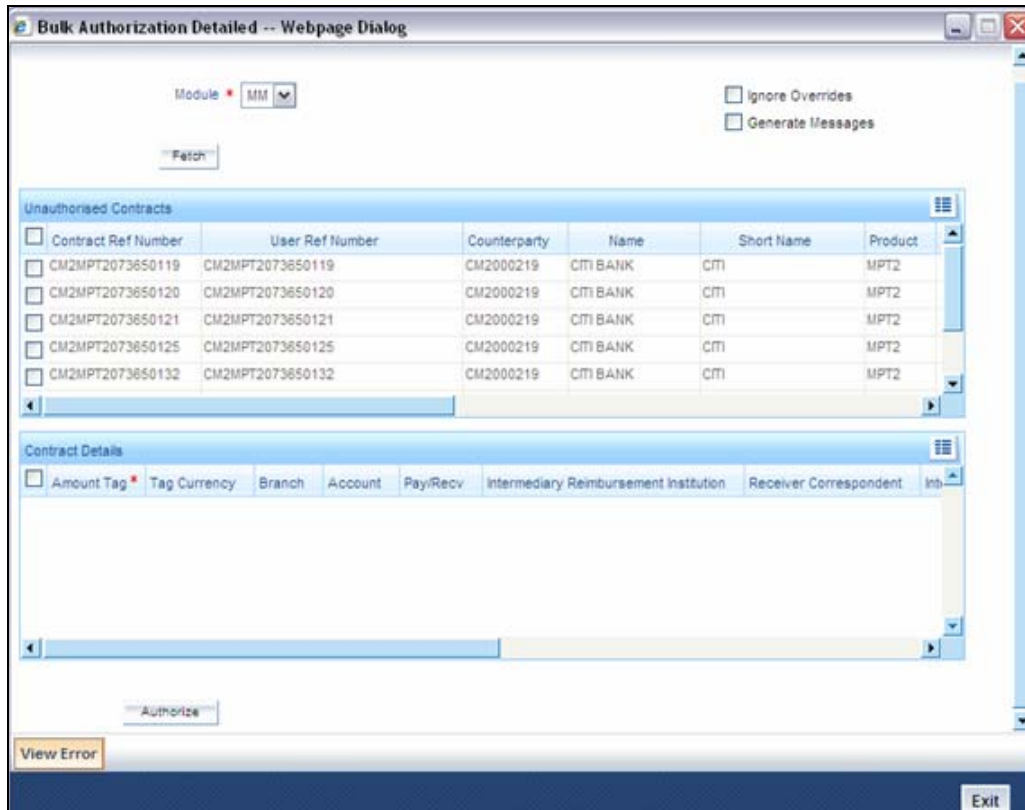 Bulk Authorization Detailed -- Webpage Dialog
Module * MM
Ignore Overrides
Generate Messages
Fetch
Unauthorised Contracts
Contract Ref Number User Ref Number Counterparty Name Short Name Product
CM2MPT2073650119 CM2MPT2073650119 CM2000219 CITI BANK CITI MPT2
CM2MPT2073650120 CM2MPT2073650120 CM2000219 CITI BANK CITI MPT2
CM2MPT2073650121 CM2MPT2073650121 CM2000219 CITI BANK CITI MPT2
CM2MPT2073650125 CM2MPT2073650125 CM2000219 CITI BANK CITI MPT2
CM2MPT2073650132 CM2MPT2073650132 CM2000219 CITI BANK CITI MPT2
Contract Details
Amount Tag * Tag Currency Branch Account Pay/Recv Intermediary Reimbursement Institution Receiver Correspondent
Authorize
View Error
Exit